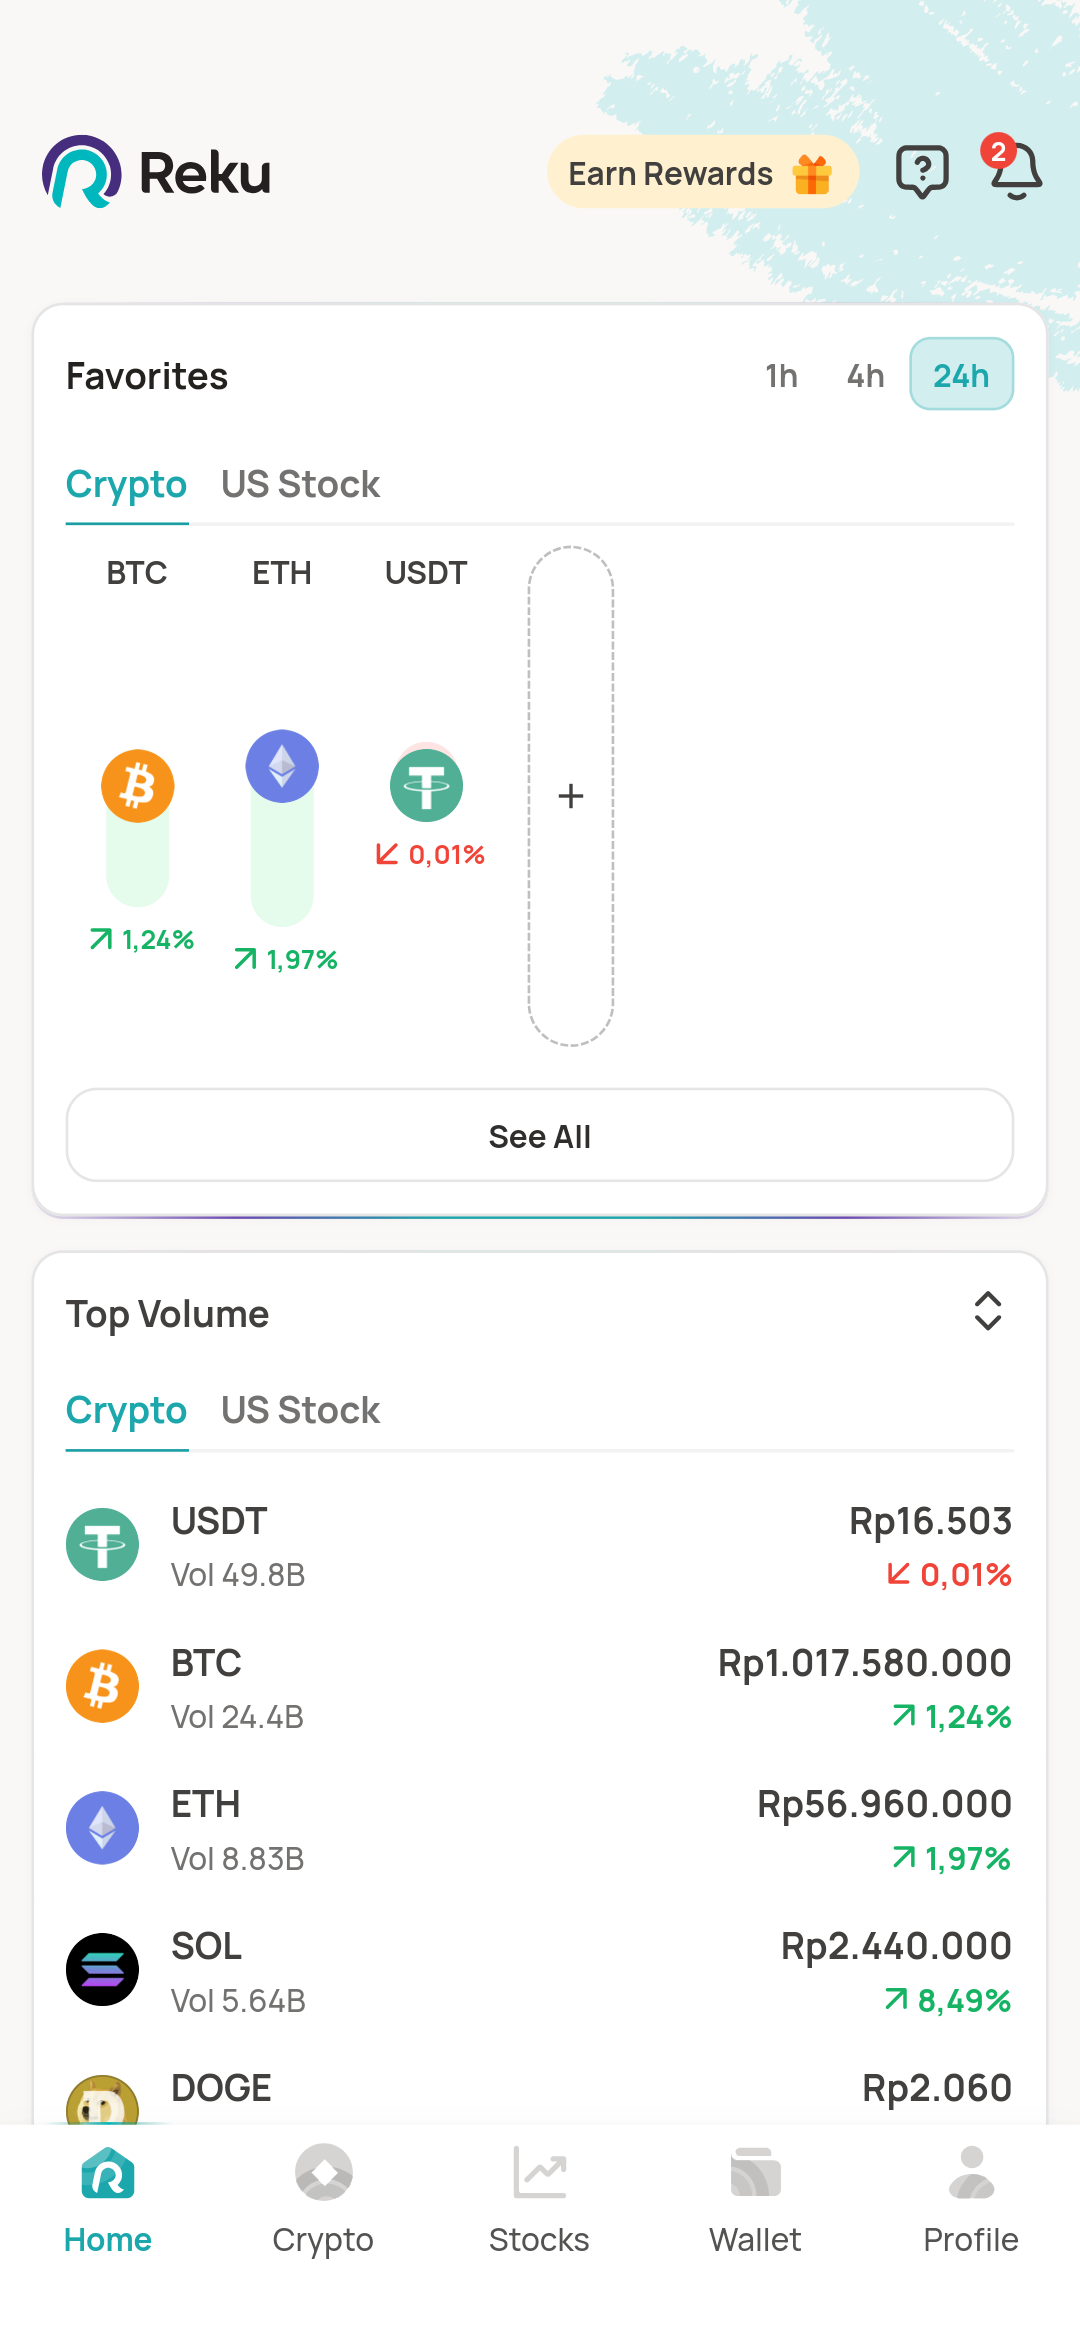 Reku
Earn Rewards
2
Favorites
1h 4h 24h
Crypto US Stock
BTC ETH USDT
0,01%
1,24%
1,97%
See All
Top Volume
Crypto US Stock
USDT Rp16.503
Vol 49.8B 0,01%
BTC Rp1.017.580.000
Vol 24.4B 1,24%
ETH Rp56.960.000
Vol 8.83B 1,97%
SOL Rp2.440.000
Vol 5.64B 8,49%
DOGE Rp2.060
Home Crypto Stocks Wallet Profile